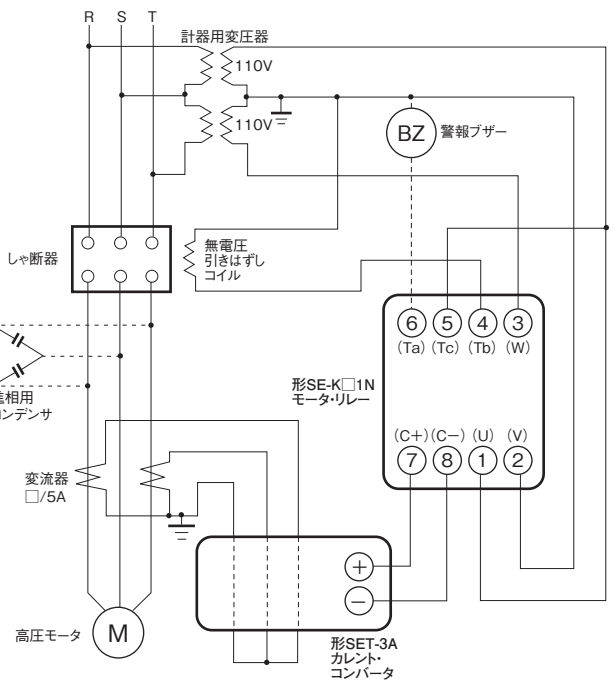 R S T
計器用変圧器
110V
110V
BZ
警報ブザー
しゃ断器
無電圧
引きはずし
コイル
6 5 4 3
(Ta) (Tc) (Tb) (W)
形SE-K□1N
モータ・リレー
(C+) (C−) (U) (V)
7 8 1 2
相用
ンデンサ
変流器
□/5A
+
−
高圧モータ
M
形SET-3A
カレント・
コンバータ